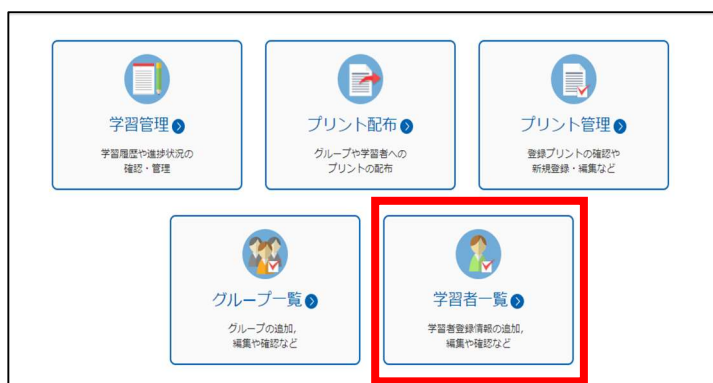 学習管理
プリント配布
プリント管理
学習履歴や進捗状況の
確認・管理
グループや学習者への
プリントの配布
登録プリントの確認や
新規登録・編集など
グループ一覧
学習者一覧
グループの追加,
編集や確認など
学習者登録情報の追加,
編集や確認など